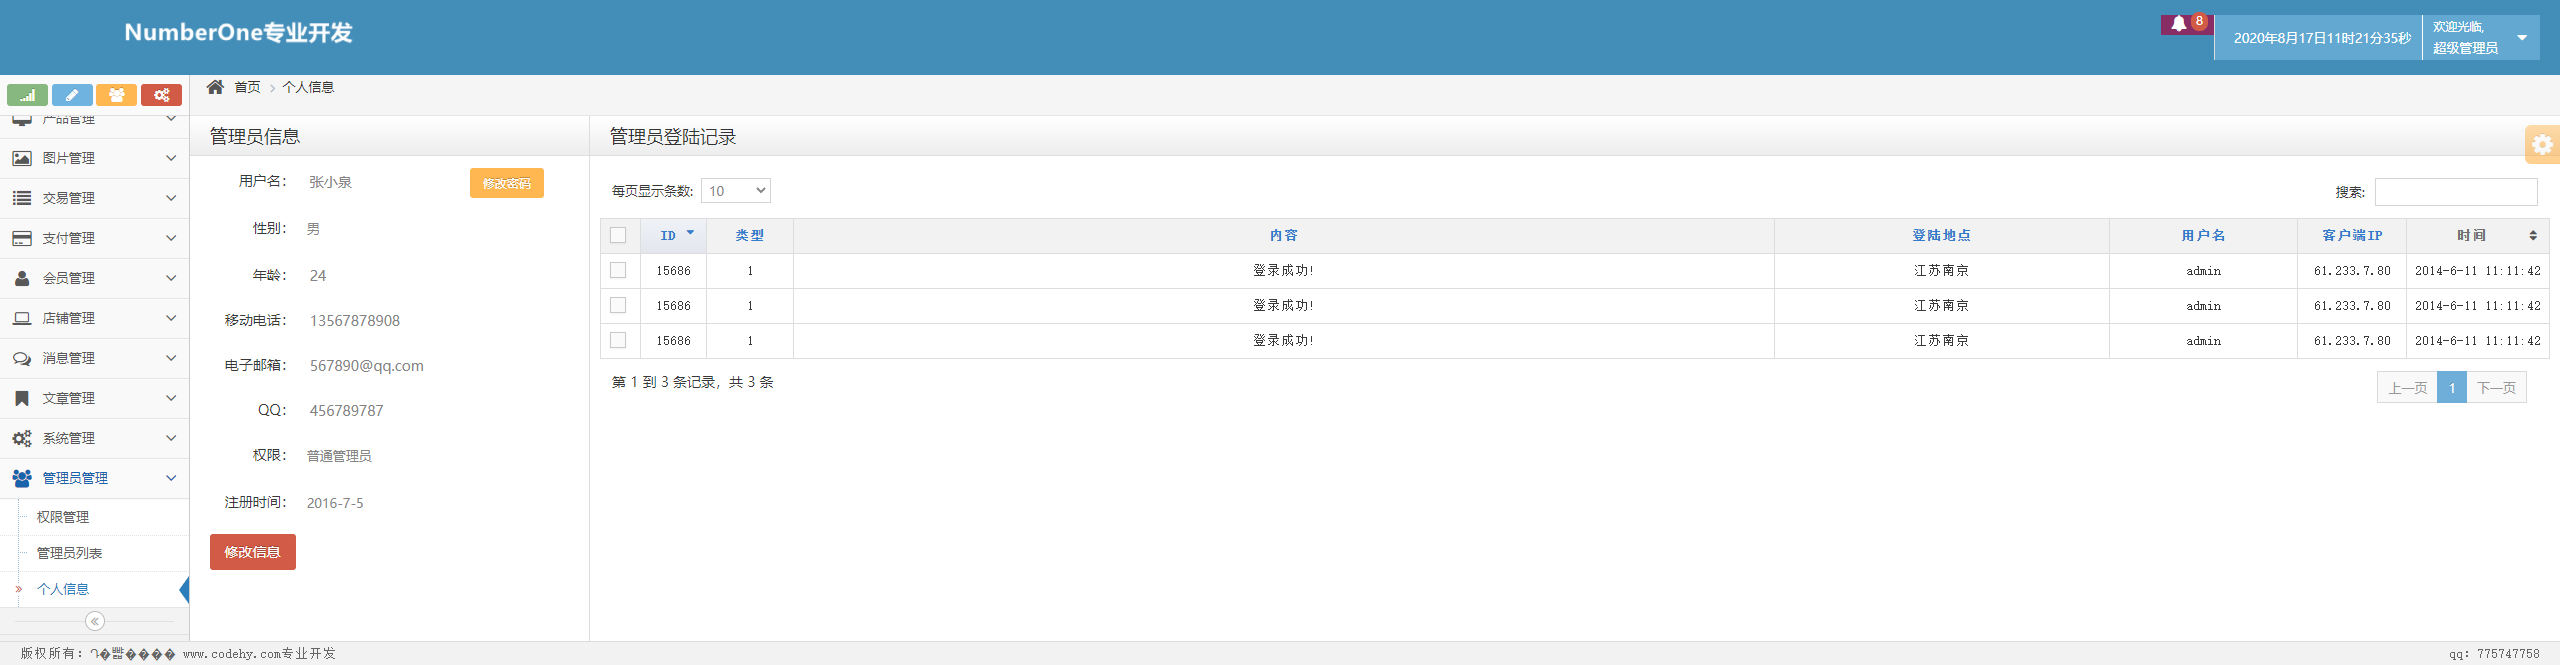 NumberOne专业开发
8
2020年8月17日11时21分35秒
欢迎光临,
超级管理员
首页
个人信息
产品管理
图片管理
交易管理
支付管理
会员管理
店铺管理
消息管理
文章管理
系统管理
管理员管理
权限管理
管理员列表
个人信息
管理员信息
用户名： 张小泉
修改密码
性别： 男
年龄： 24
移动电话： 13567878908
电子邮箱： 567890@qq.com
QQ： 456789787
权限： 普通管理员
注册时间： 2016-7-5
修改信息
管理员登陆记录
每页显示条数: 10
搜索:
ID 类型 内容 登陆地点 用户名 客户端IP 时间
15686 1 登录成功! 江苏南京 admin 61.233.7.80 2014-6-11 11:11:42
15686 1 登录成功! 江苏南京 admin 61.233.7.80 2014-6-11 11:11:42
15686 1 登录成功! 江苏南京 admin 61.233.7.80 2014-6-11 11:11:42
第 1 到 3 条记录，共 3 条
上一页 1 下一页
版权所有： www.codehy.com专业开发
qq: 775747758